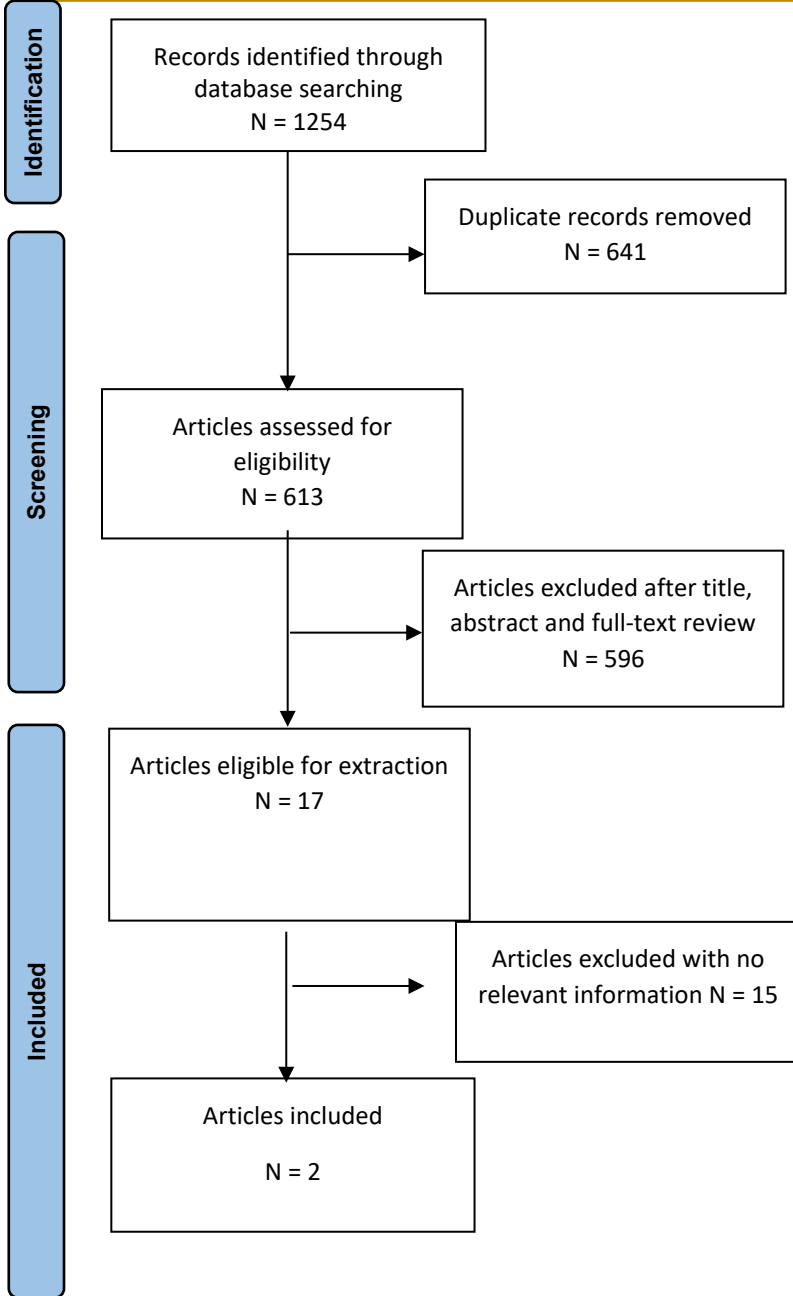 Identification
Records identified through
database searching
N = 1254
Duplicate records removed
N = 641
Screening
Articles assessed for
eligibility
N = 613
Articles excluded after title,
abstract and full-text review
N = 596
Included
Articles eligible for extraction
N = 17
Articles excluded with no
relevant information N = 15
Articles included
N = 2